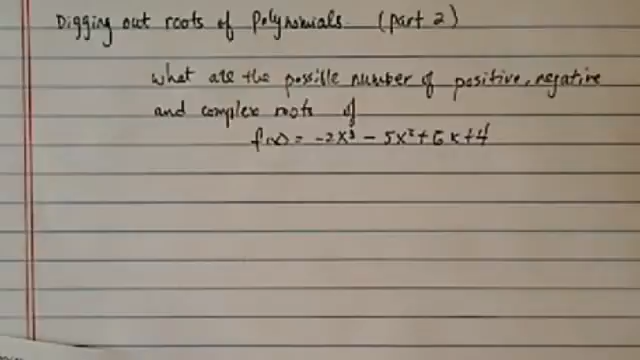 Digging out roots of Polynomials. (part 2)
what are the possible number of positive, negative
and complex roots of
f(x) = -2x³ - 5x² + 6x + 4